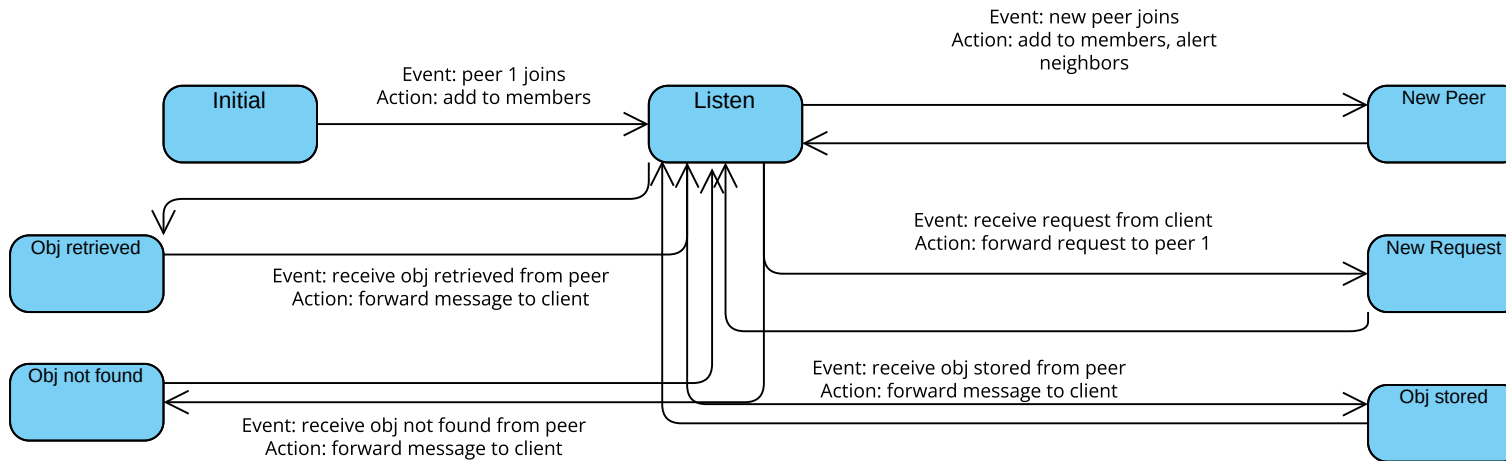 Event: new peer joins
Action: add to members, alert
neighbors
Event: peer 1 joins
Action: add to members
Initial
Listen
New Peer
Event: receive request from client
Action: forward request to peer 1
Obj retrieved
New Request
Event: receive obj retrieved from peer
Action: forward message to client
Event: receive obj stored from peer
Action: forward message to client
Obj not found
Obj stored
Event: receive obj not found from peer
Action: forward message to client